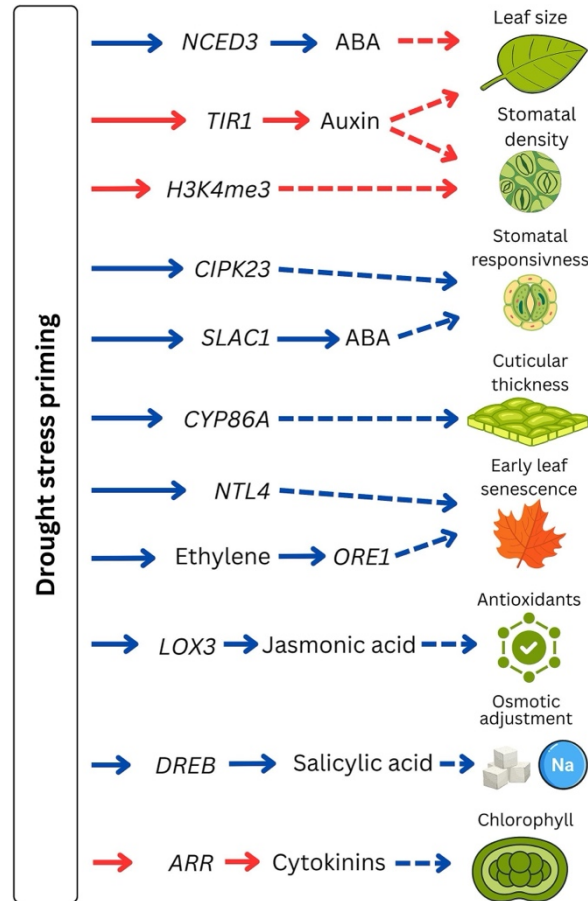 Drought stress priming
NCED3 ABA
Leaf size
TIR1 Auxin
Stomatal
density
H3K4me3
Stomatal
responsivness
CIPK23
SLAC1 ABA
Cuticular
thickness
CYP86A
Early leaf
senescence
NTL4
Ethylene ORE1
Antioxidants
LOX3 Jasmonic acid
Osmotic
adjustment
DREB Salicylic acid
Na
Chlorophyll
ARR Cytokinins